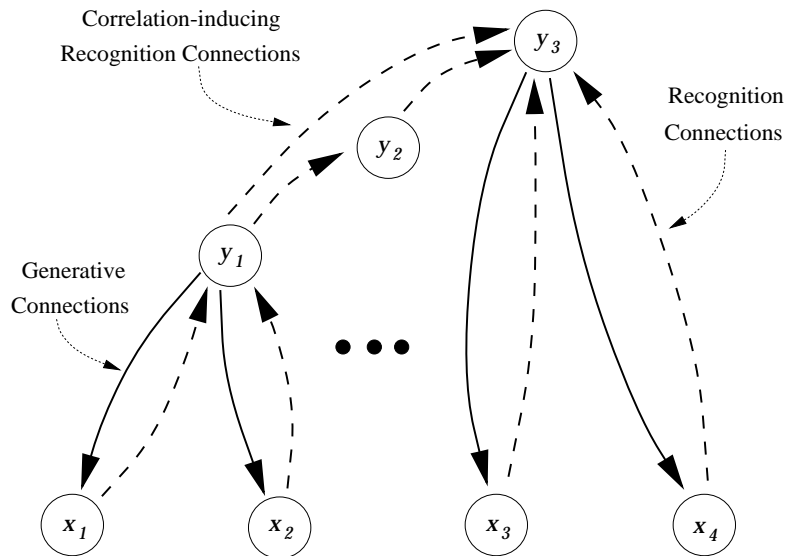 Correlation-inducing
Recognition Connections
y3
Recognition
Connections
y2
y1
Generative
Connections
x1
x2
x3
x4